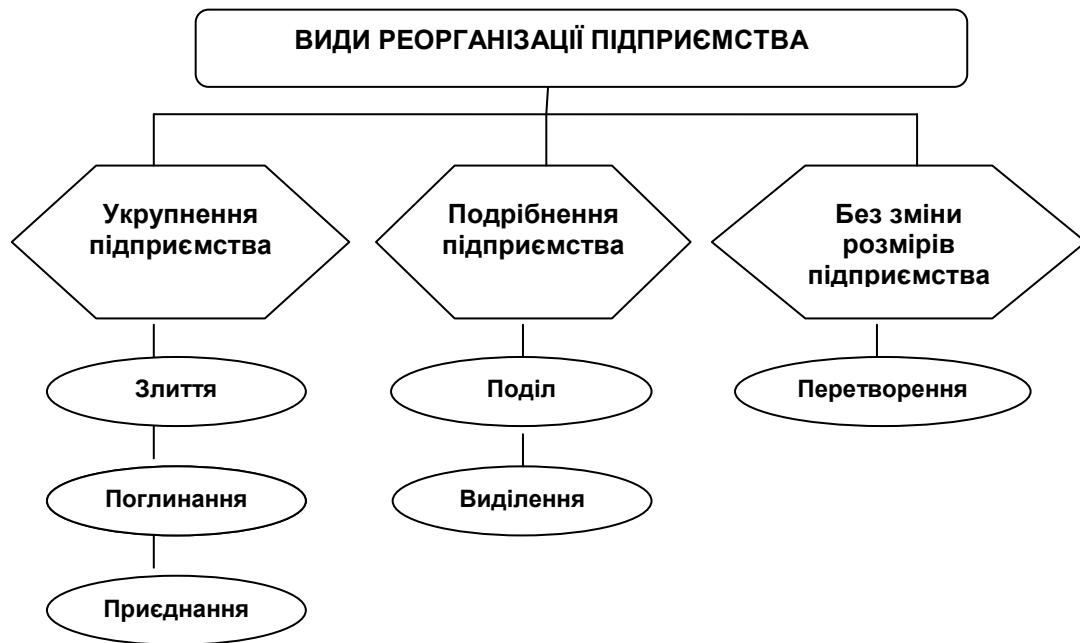 ВИДИ РЕОРГАНІЗАЦІЇ ПІДПРИЄМСТВА
Укрупнення
підприємства
Подрібнення
підприємства
Без зміни
розмірів
підприємства
Злиття
Поділ
Перетворення
Поглинання
Виділення
Приєднання